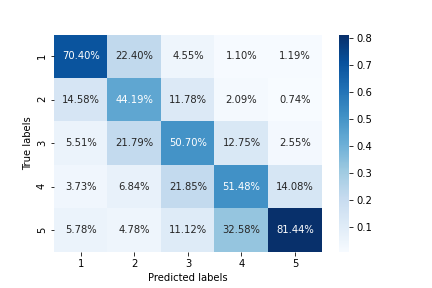 1 70.40% 22.40% 4.55% 1.10% 1.19%
2 14.58% 44.19% 11.78% 2.09% 0.74%
3 5.51% 21.79% 50.70% 12.75% 2.55%
4 3.73% 6.84% 21.85% 51.48% 14.08%
5 5.78% 4.78% 11.12% 32.58% 81.44%
1 2 3 4 5
True labels
Predicted labels
0.8
0.7
0.6
0.5
0.4
0.3
0.2
0.1